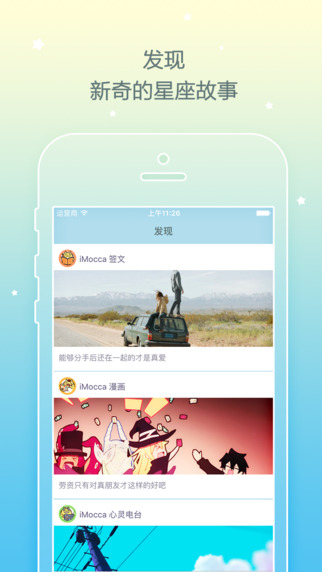 发现
新奇的星座故事
运营商 上午11:26
发现
iMocca 签文
能够分手后还在一起的才是真爱
iMocca 漫画
劳资只有对真朋友才这样的好吧
iMocca 心灵电台